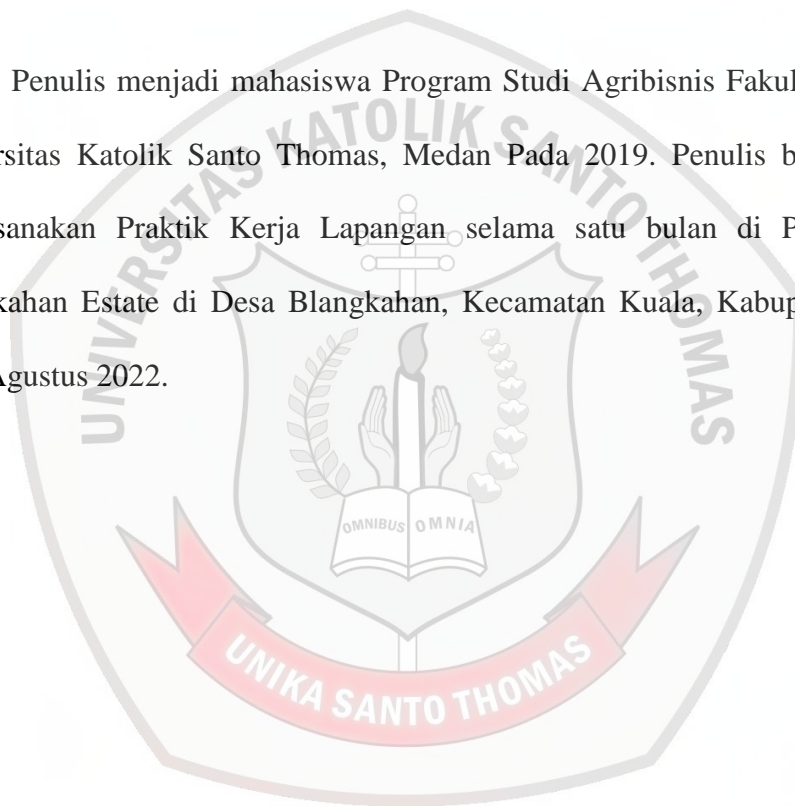 Penulis menjadi mahasiswa Program Studi Agribisnis Fakul
rsitas Katolik Santo Thomas, Medan Pada 2019. Penulis b
sanakan Praktik Kerja Lapangan selama satu bulan di P
kahan Estate di Desa Blangkahan, Kecamatan Kuala, Kabup
Agustus 2022.
UNIVERSITAS KATOLIK SANTO THOMAS
OMNIBUS OMNIA
UNIKA SANTO THOMAS